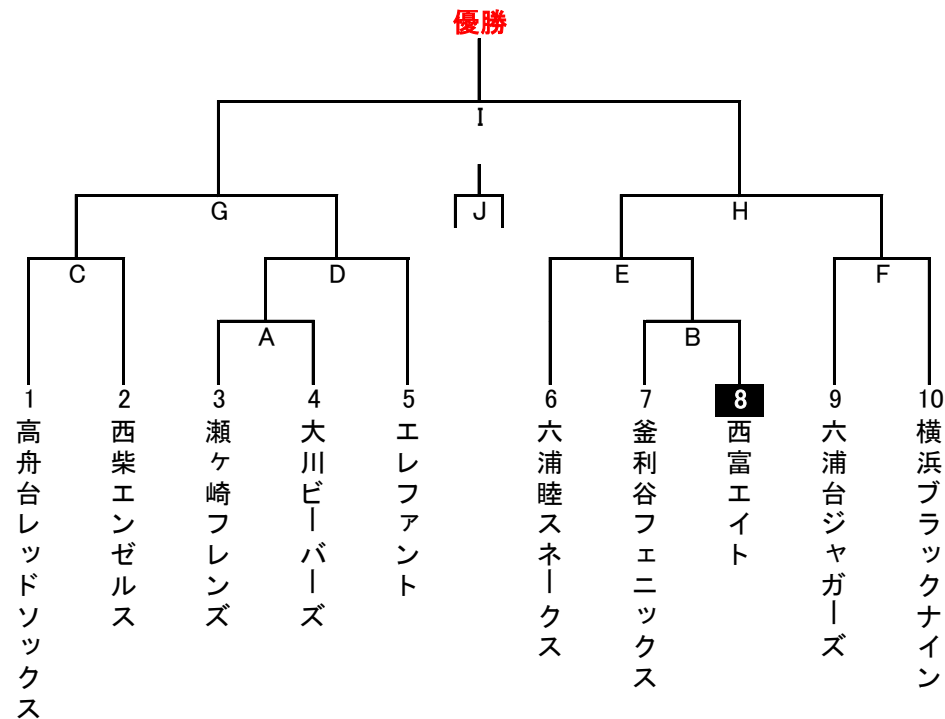 優勝
I
G
J
H
C
D
E
F
A
B
1
2
3
4
5
6
7
8
9
10
高舟台レッドソックス
西柴エンゼルス
瀬ヶ崎フレンズ
大川ビーバーズ
エレファント
六浦睦スネークス
釜利谷フェニックス
西富エイト
六浦台ジャガーズ
横浜ブラックナイン